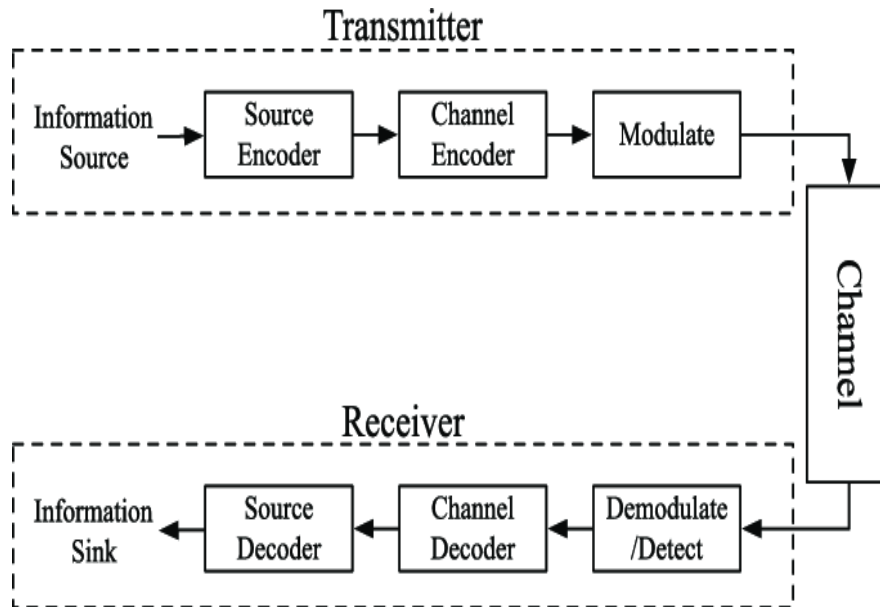 Transmitter
Information
Source
Source
Encoder
Channel
Encoder
Modulate
Channel
Receiver
Information
Sink
Source
Decoder
Channel
Decoder
Demodulate
/Detect